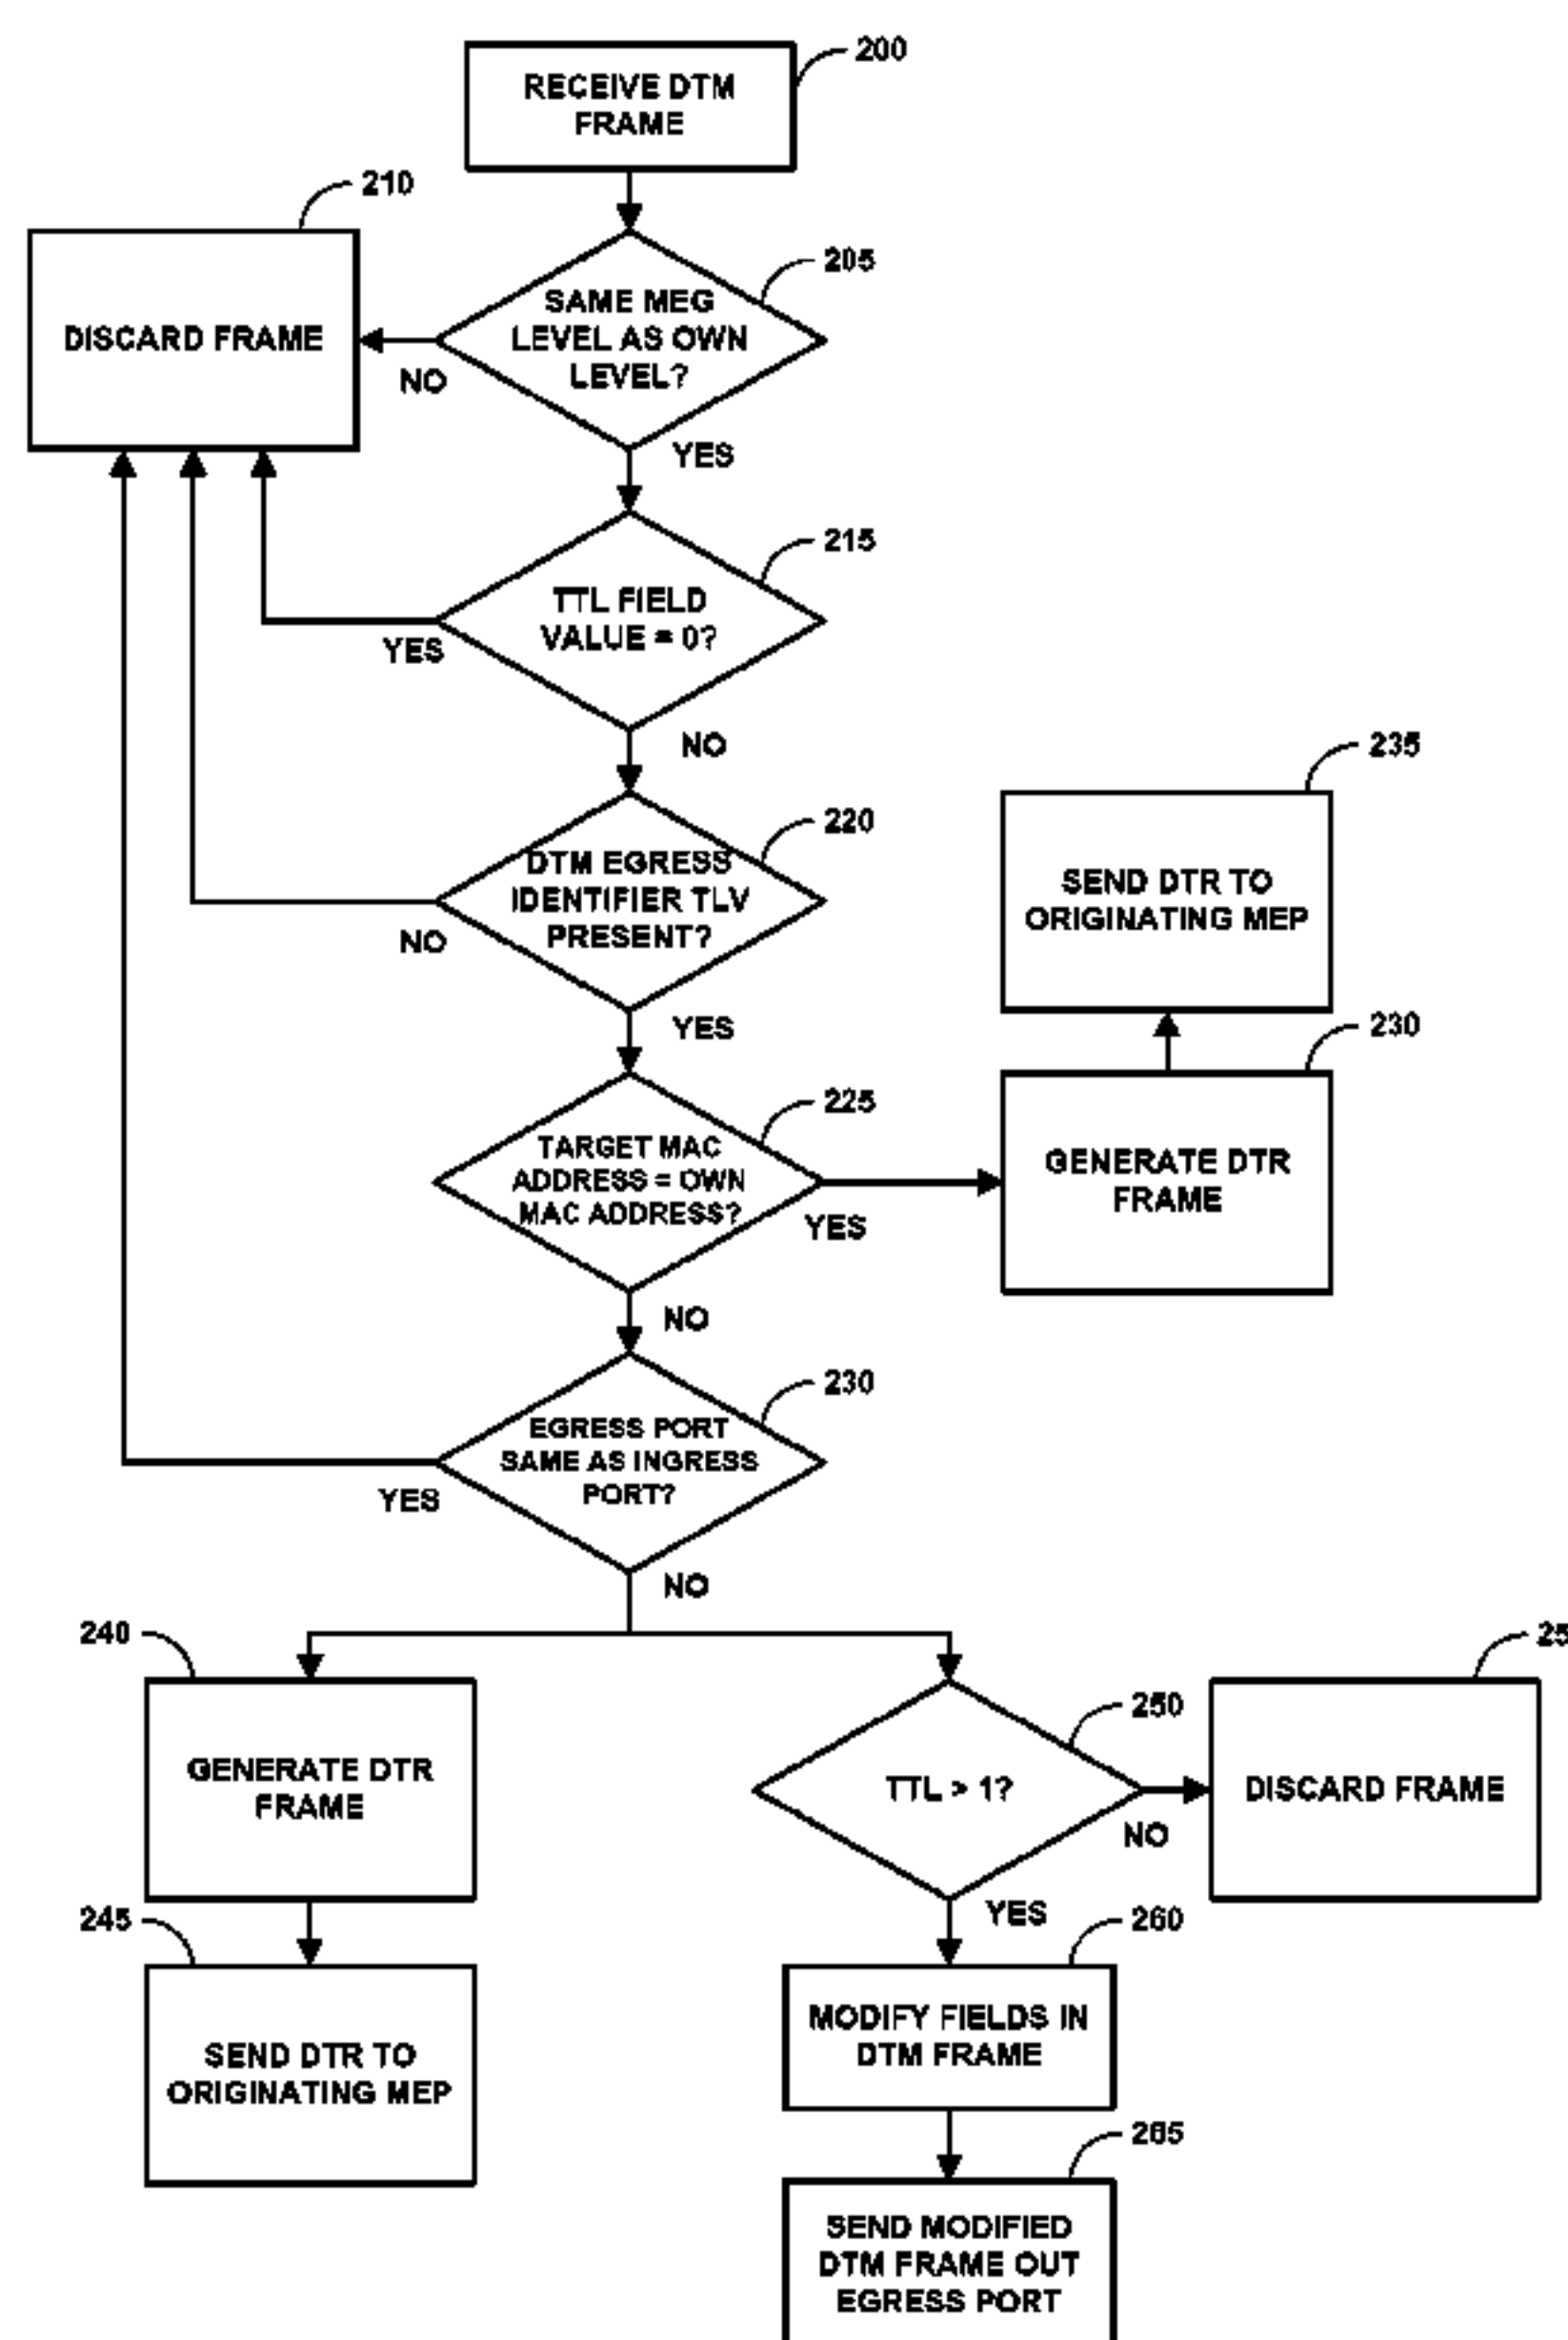 200
RECEIVE DTM
FRAME
210
DISCARD FRAME
205
SAME MEG
LEVEL AS OWN
LEVEL?
NO
YES
215
TTL FIELD
VALUE = 0?
YES
NO
220
DTM EGRESS
IDENTIFIER TLV
PRESENT?
NO
YES
235
SEND DTR TO
ORIGINATING MEP
230
GENERATE DTR
FRAME
225
TARGET MAC
ADDRESS = OWN
MAC ADDRESS?
YES
NO
230
EGRESS PORT
SAME AS INGRESS
PORT?
YES
NO
240
GENERATE DTR
FRAME
245
SEND DTR TO
ORIGINATING MEP
250
TTL > 1?
NO
YES
25
DISCARD FRAME
260
MODIFY FIELDS IN
DTM FRAME
265
SEND MODIFIED
DTM FRAME OUT
EGRESS PORT